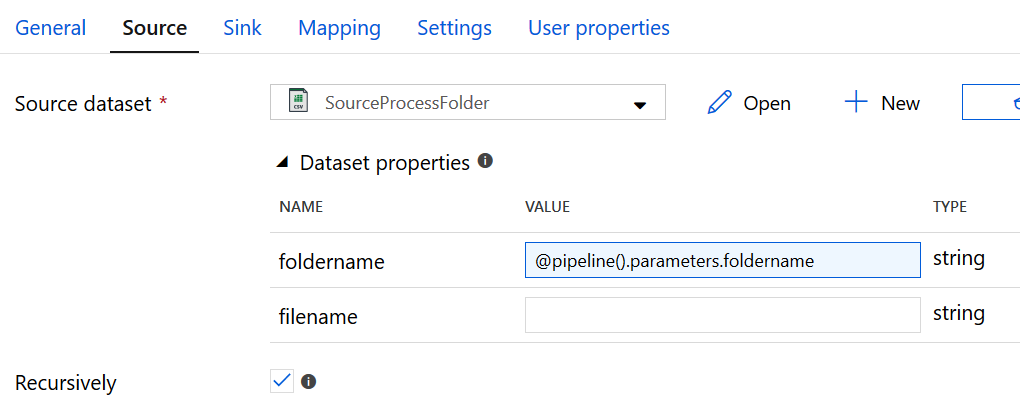 General Source Sink Mapping Settings User properties
Source dataset * SourceProcessFolder Open New
Dataset properties
NAME VALUE TYPE
foldername @pipeline().parameters.foldername string
filename string
Recursively